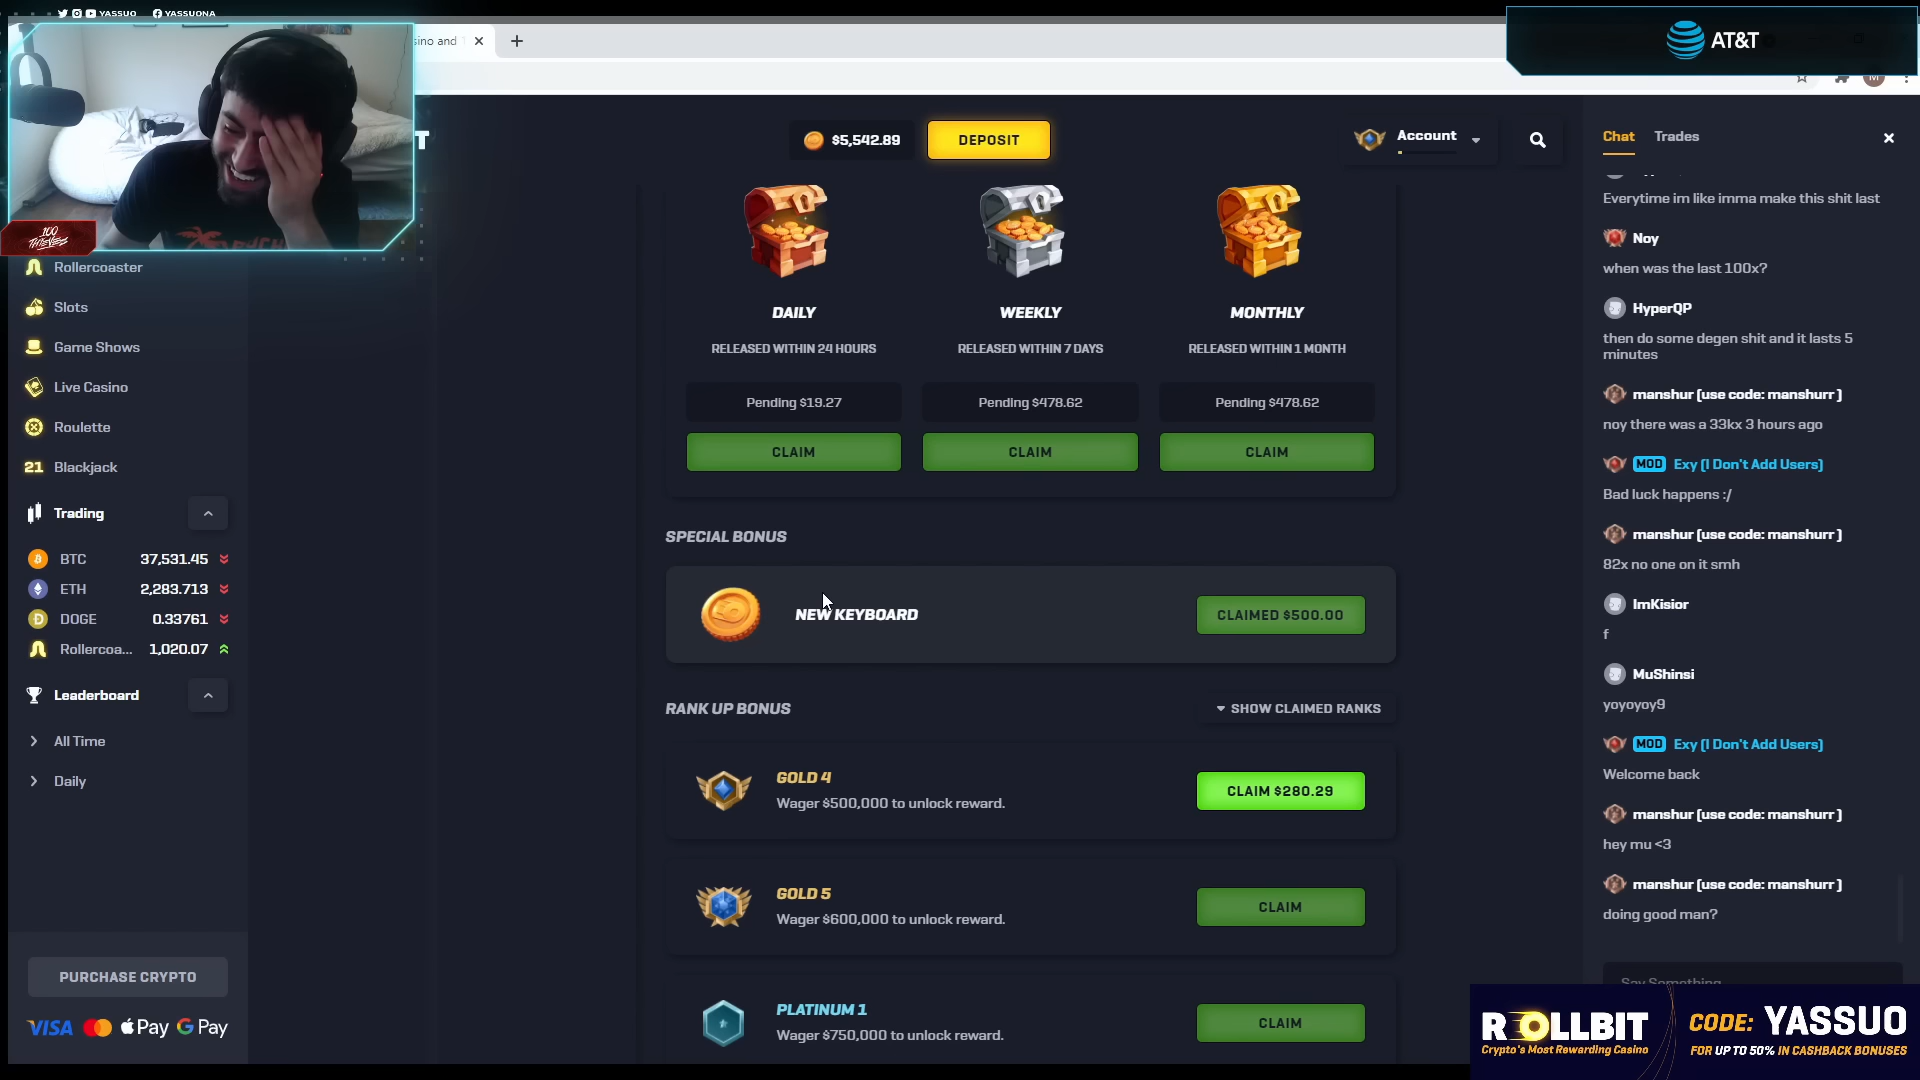 YASSUO
YASSUONA
sino and
AT&T
100
THIEVES
$5,542.89
DEPOSIT
Account
Chat
Trades
Rollercoaster
Slots
Game Shows
Live Casino
Roulette
21 Blackjack
Trading
BTC 37,531.45
ETH 2,283.713
DOGE 0.33761
Rollercoa... 1,020.07
Leaderboard
All Time
Daily
PURCHASE CRYPTO
VISA
Pay
G Pay
DAILY
RELEASED WITHIN 24 HOURS
Pending $19.27
CLAIM
WEEKLY
RELEASED WITHIN 7 DAYS
Pending $478.62
CLAIM
MONTHLY
RELEASED WITHIN 1 MONTH
Pending $478.62
CLAIM
SPECIAL BONUS
NEW KEYBOARD
CLAIMED $500.00
RANK UP BONUS
SHOW CLAIMED RANKS
GOLD 4
Wager $500,000 to unlock reward.
CLAIM $280.29
GOLD 5
Wager $600,000 to unlock reward.
CLAIM
PLATINUM 1
Wager $750,000 to unlock reward.
CLAIM
Everytime im like imma make this shit last
Noy
when was the last 100x?
HyperQP
then do some degen shit and it lasts 5
minutes
manshur (use code: manshurr )
noy there was a 33kx 3 hours ago
MOD Exy (I Don't Add Users)
Bad luck happens :/
manshur (use code: manshurr )
82x no one on it smh
ImKisior
f
MuShinsi
yoyoyoy9
MOD Exy (I Don't Add Users)
Welcome back
manshur (use code: manshurr )
hey mu <3
manshur (use code: manshurr )
doing good man?
Say Something
ROLLBIT
Crypto's Most Rewarding Casino
CODE: YASSUO
FOR UP TO 50% IN CASHBACK BONUSES